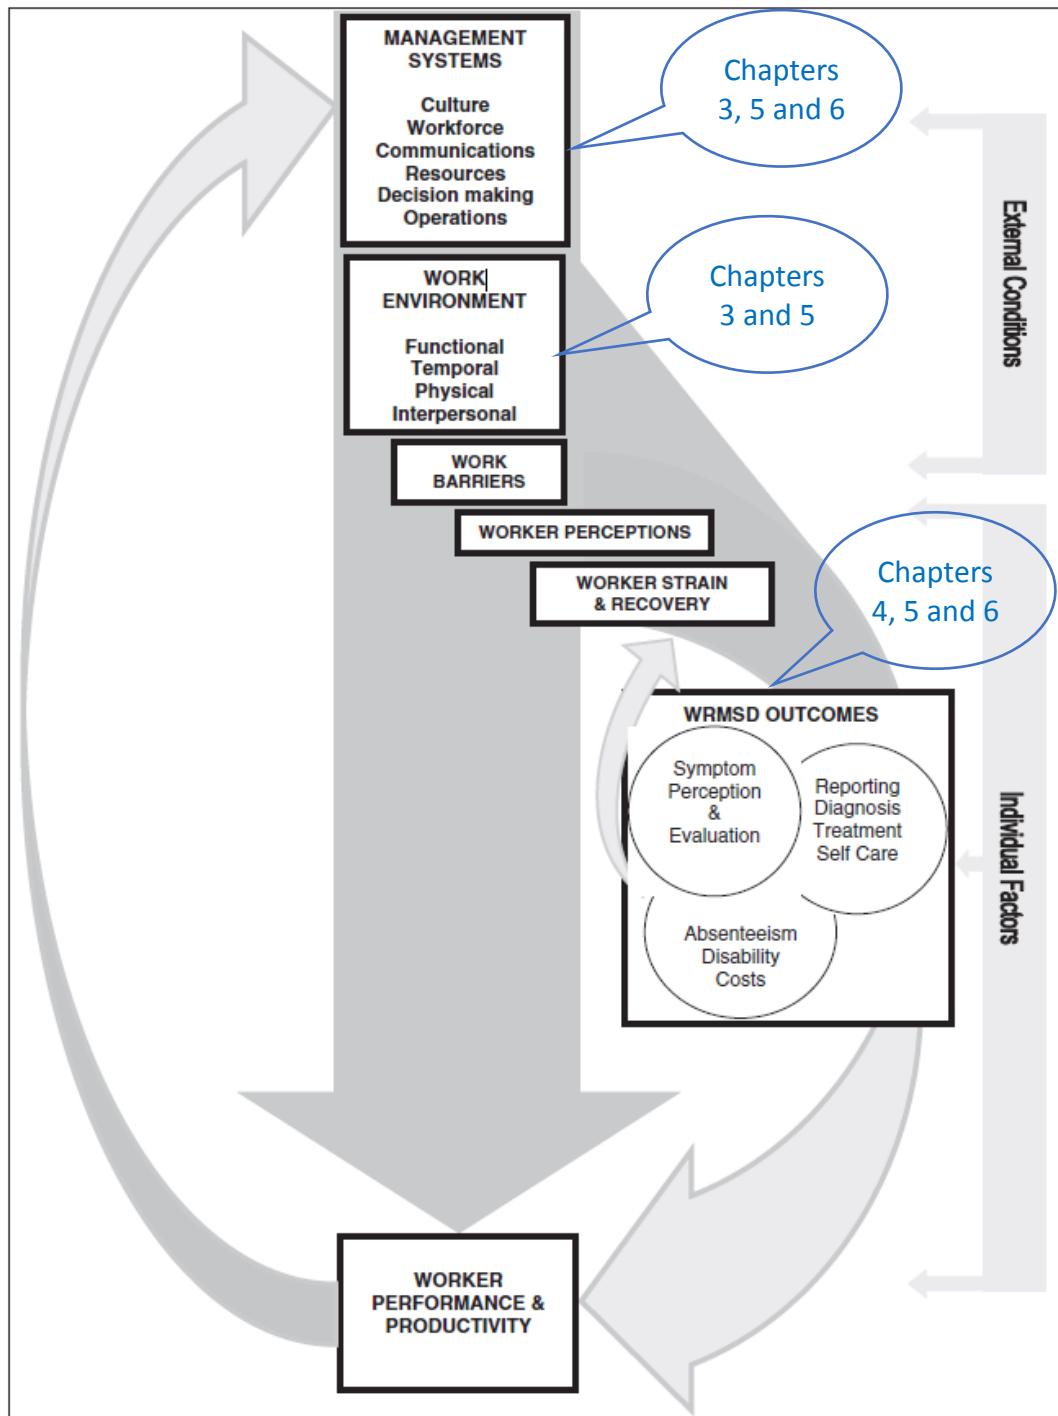 MANAGEMENT
SYSTEMS
Culture
Workforce
Communications
Resources
Decision making
Operations
Chapters
3, 5 and 6
WORK
ENVIRONMENT
Functional
Temporal
Physical
Interpersonal
Chapters
3 and 5
External Conditions
WORK
BARRIERS
WORKER PERCEPTIONS
WORKER STRAIN
& RECOVERY
Chapters
4, 5 and 6
WRMSD OUTCOMES
Symptom
Perception
&
Evaluation
Reporting
Diagnosis
Treatment
Self Care
Absenteeism
Disability
Costs
Individual Factors
WORKER
PERFORMANCE &
PRODUCTIVITY